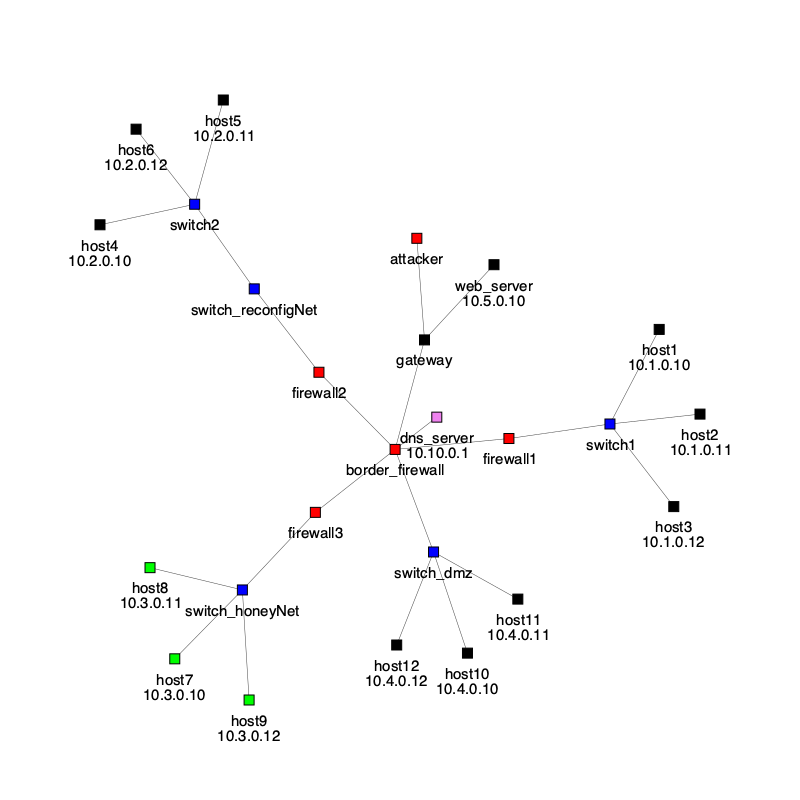 host5
10.2.0.11
host6
10.2.0.12
switch2
host4
10.2.0.10
attacker
web_server
10.5.0.10
switch_reconfigNet
host1
10.1.0.10
gateway
firewall2
dns_server
10.10.0.1
firewall1
switch1
host2
10.1.0.11
border_firewall
host3
10.1.0.12
firewall3
switch_dmz
host8
10.3.0.11
switch_honeyNet
host11
10.4.0.11
host12
10.4.0.12
host10
10.4.0.10
host7
10.3.0.10
host9
10.3.0.12